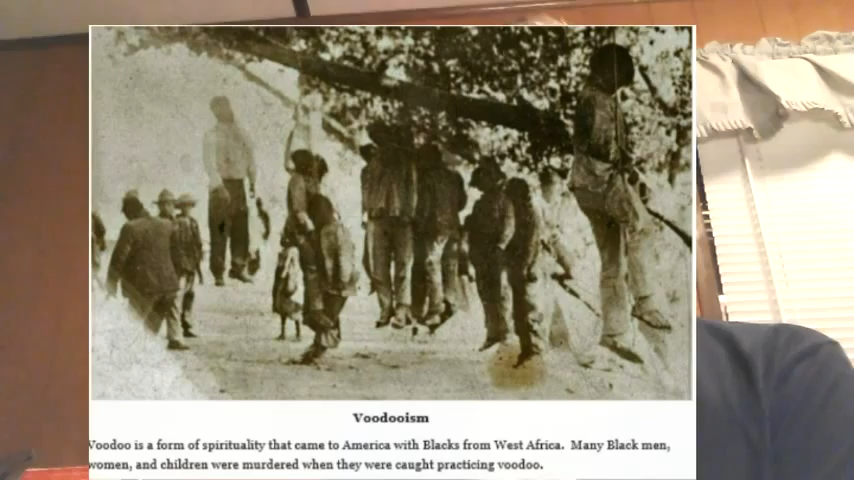 Voodooism
Voodoo is a form of spirituality that came to America with Blacks from West Africa. Many Black men,
women, and children were murdered when they were caught practicing voodoo.